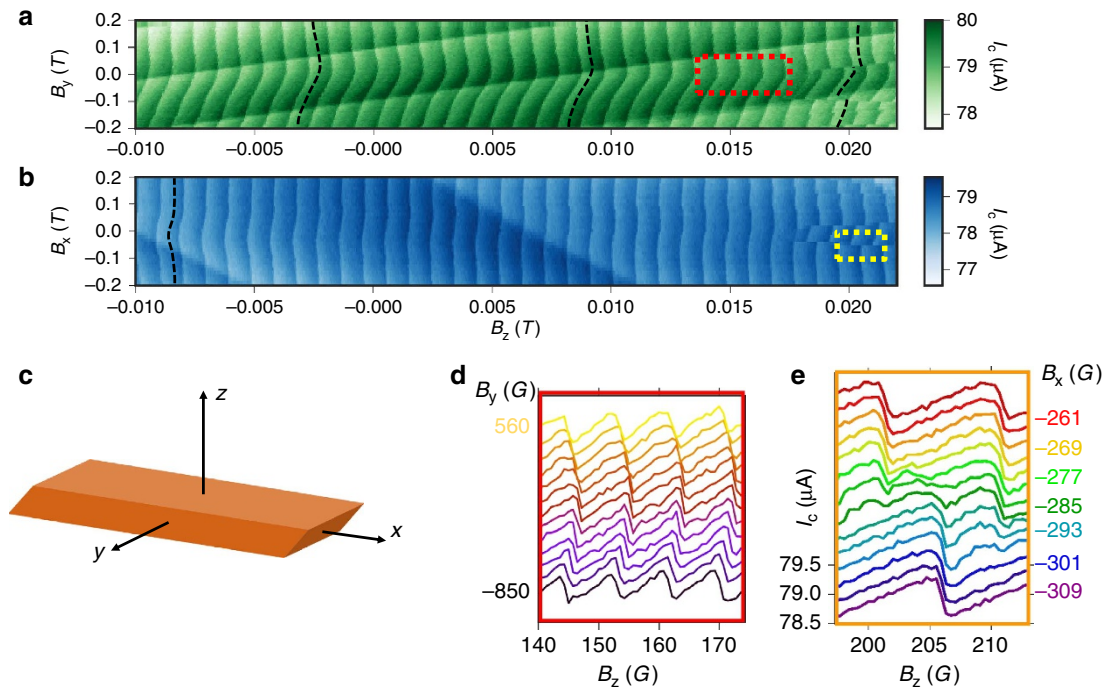 a
B_y (T)
0.2
0.1
0.0
−0.1
−0.2
−0.010
−0.005
−0.000
0.005
0.010
0.015
0.020
80
79
78
I_c (μA)
b
B_x (T)
0.2
0.1
0.0
−0.1
−0.2
−0.010
−0.005
−0.000
0.005
0.010
0.015
0.020
B_z (T)
79
78
77
I_c (μA)
c
z
y
x
d
B_y (G)
560
−850
140
150
160
170
B_z (G)
e
B_x (G)
−261
−269
−277
−285
−293
−301
−309
I_c (μA)
79.5
79.0
78.5
200
205
210
B_z (G)